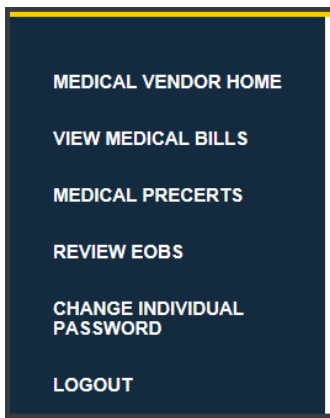 MEDICAL VENDOR HOME
VIEW MEDICAL BILLS
MEDICAL PRECERTS
REVIEW EOBS
CHANGE INDIVIDUAL
PASSWORD
LOGOUT